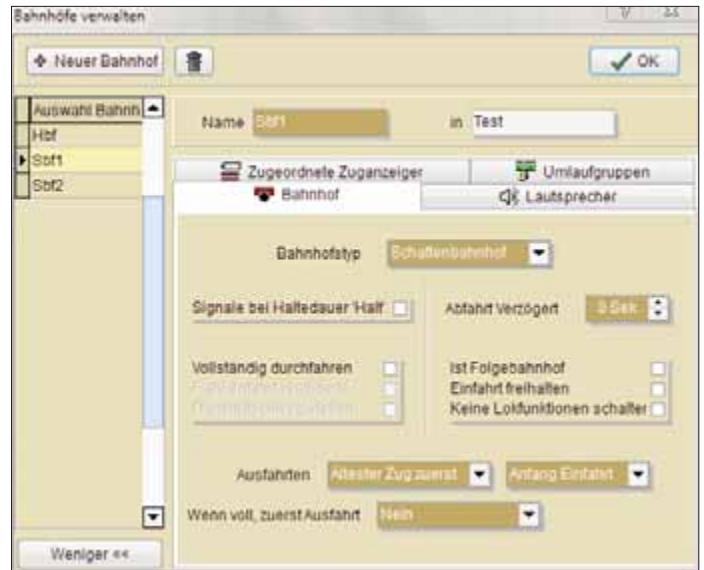 Bahnhöfe verwalten
Neuer Bahnhof
OK
Auswahl Bahnh
Hbf
Sbf1
Sbf2
Name Sbf1 in Test
Zugeordnete Zuganzeiger Umlaufgruppen
Bahnhof Lautsprecher
Bahnhofstyp Schattenbahnhof
Signale bei Haltedauer 'Halt' Abfahrt Verzögert Sek
Vollständig durchfahren Ist Folgebahnhof
Einfahrt freihalten
Keine Lokfunktionen schalten
Ausfahrten Ältester Zug zuerst Anfang Einfahrt
Wenn voll, zuerst Ausfahrt Nein
Weniger <<